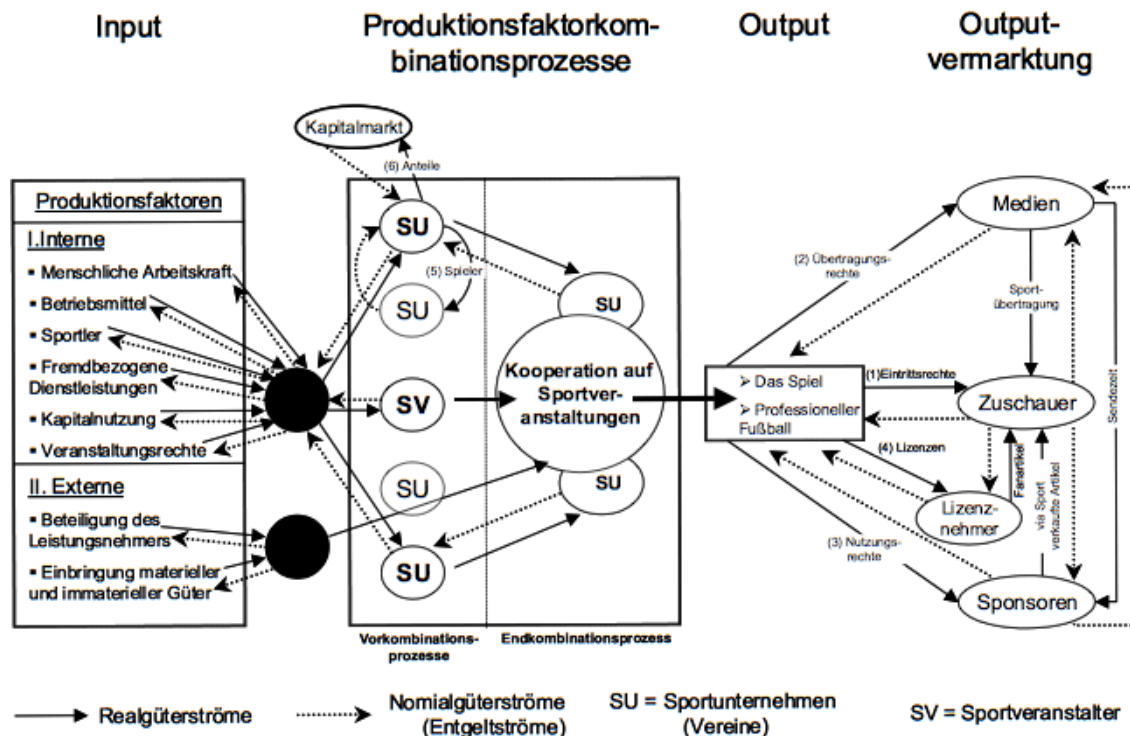 Input
Produktionsfaktorkom-
binationsprozesse
Output
Output-
vermarktung
Kapitalmarkt
(6) Anteile
Produktionsfaktoren
I.Interne
▪ Menschliche Arbeitskraft
▪ Betriebsmittel
▪ Sportler
▪ Fremdbezogene
Dienstleistungen
▪ Kapitalnutzung
▪ Veranstaltungsrechte
II. Externe
▪ Beteiligung des
Leistungsnehmers
▪ Einbringung materieller
und immaterieller Güter
SU
(5) Spieler
SU
SV
SU
SU
SU
Kooperation auf
Sportver-
anstaltungen
SU
Vorkombinations-
prozesse
Endkombinationsprozess
➢ Das Spiel
➢ Professioneller
Fußball
(2) Übertragungs-
rechte
(1)Eintrittsrechte
(4) Lizenzen
(3) Nutzungs-
rechte
Medien
Sport-
übertragung
Zuschauer
Sendezeit
Fanartikel
via Sport
verkaufte Artikel
Lizenz-
nehmer
Sponsoren
Realgüterströme
Nomialgüterströme
(Entgeltströme)
SU = Sportunternehmen
(Vereine)
SV = Sportveranstalter